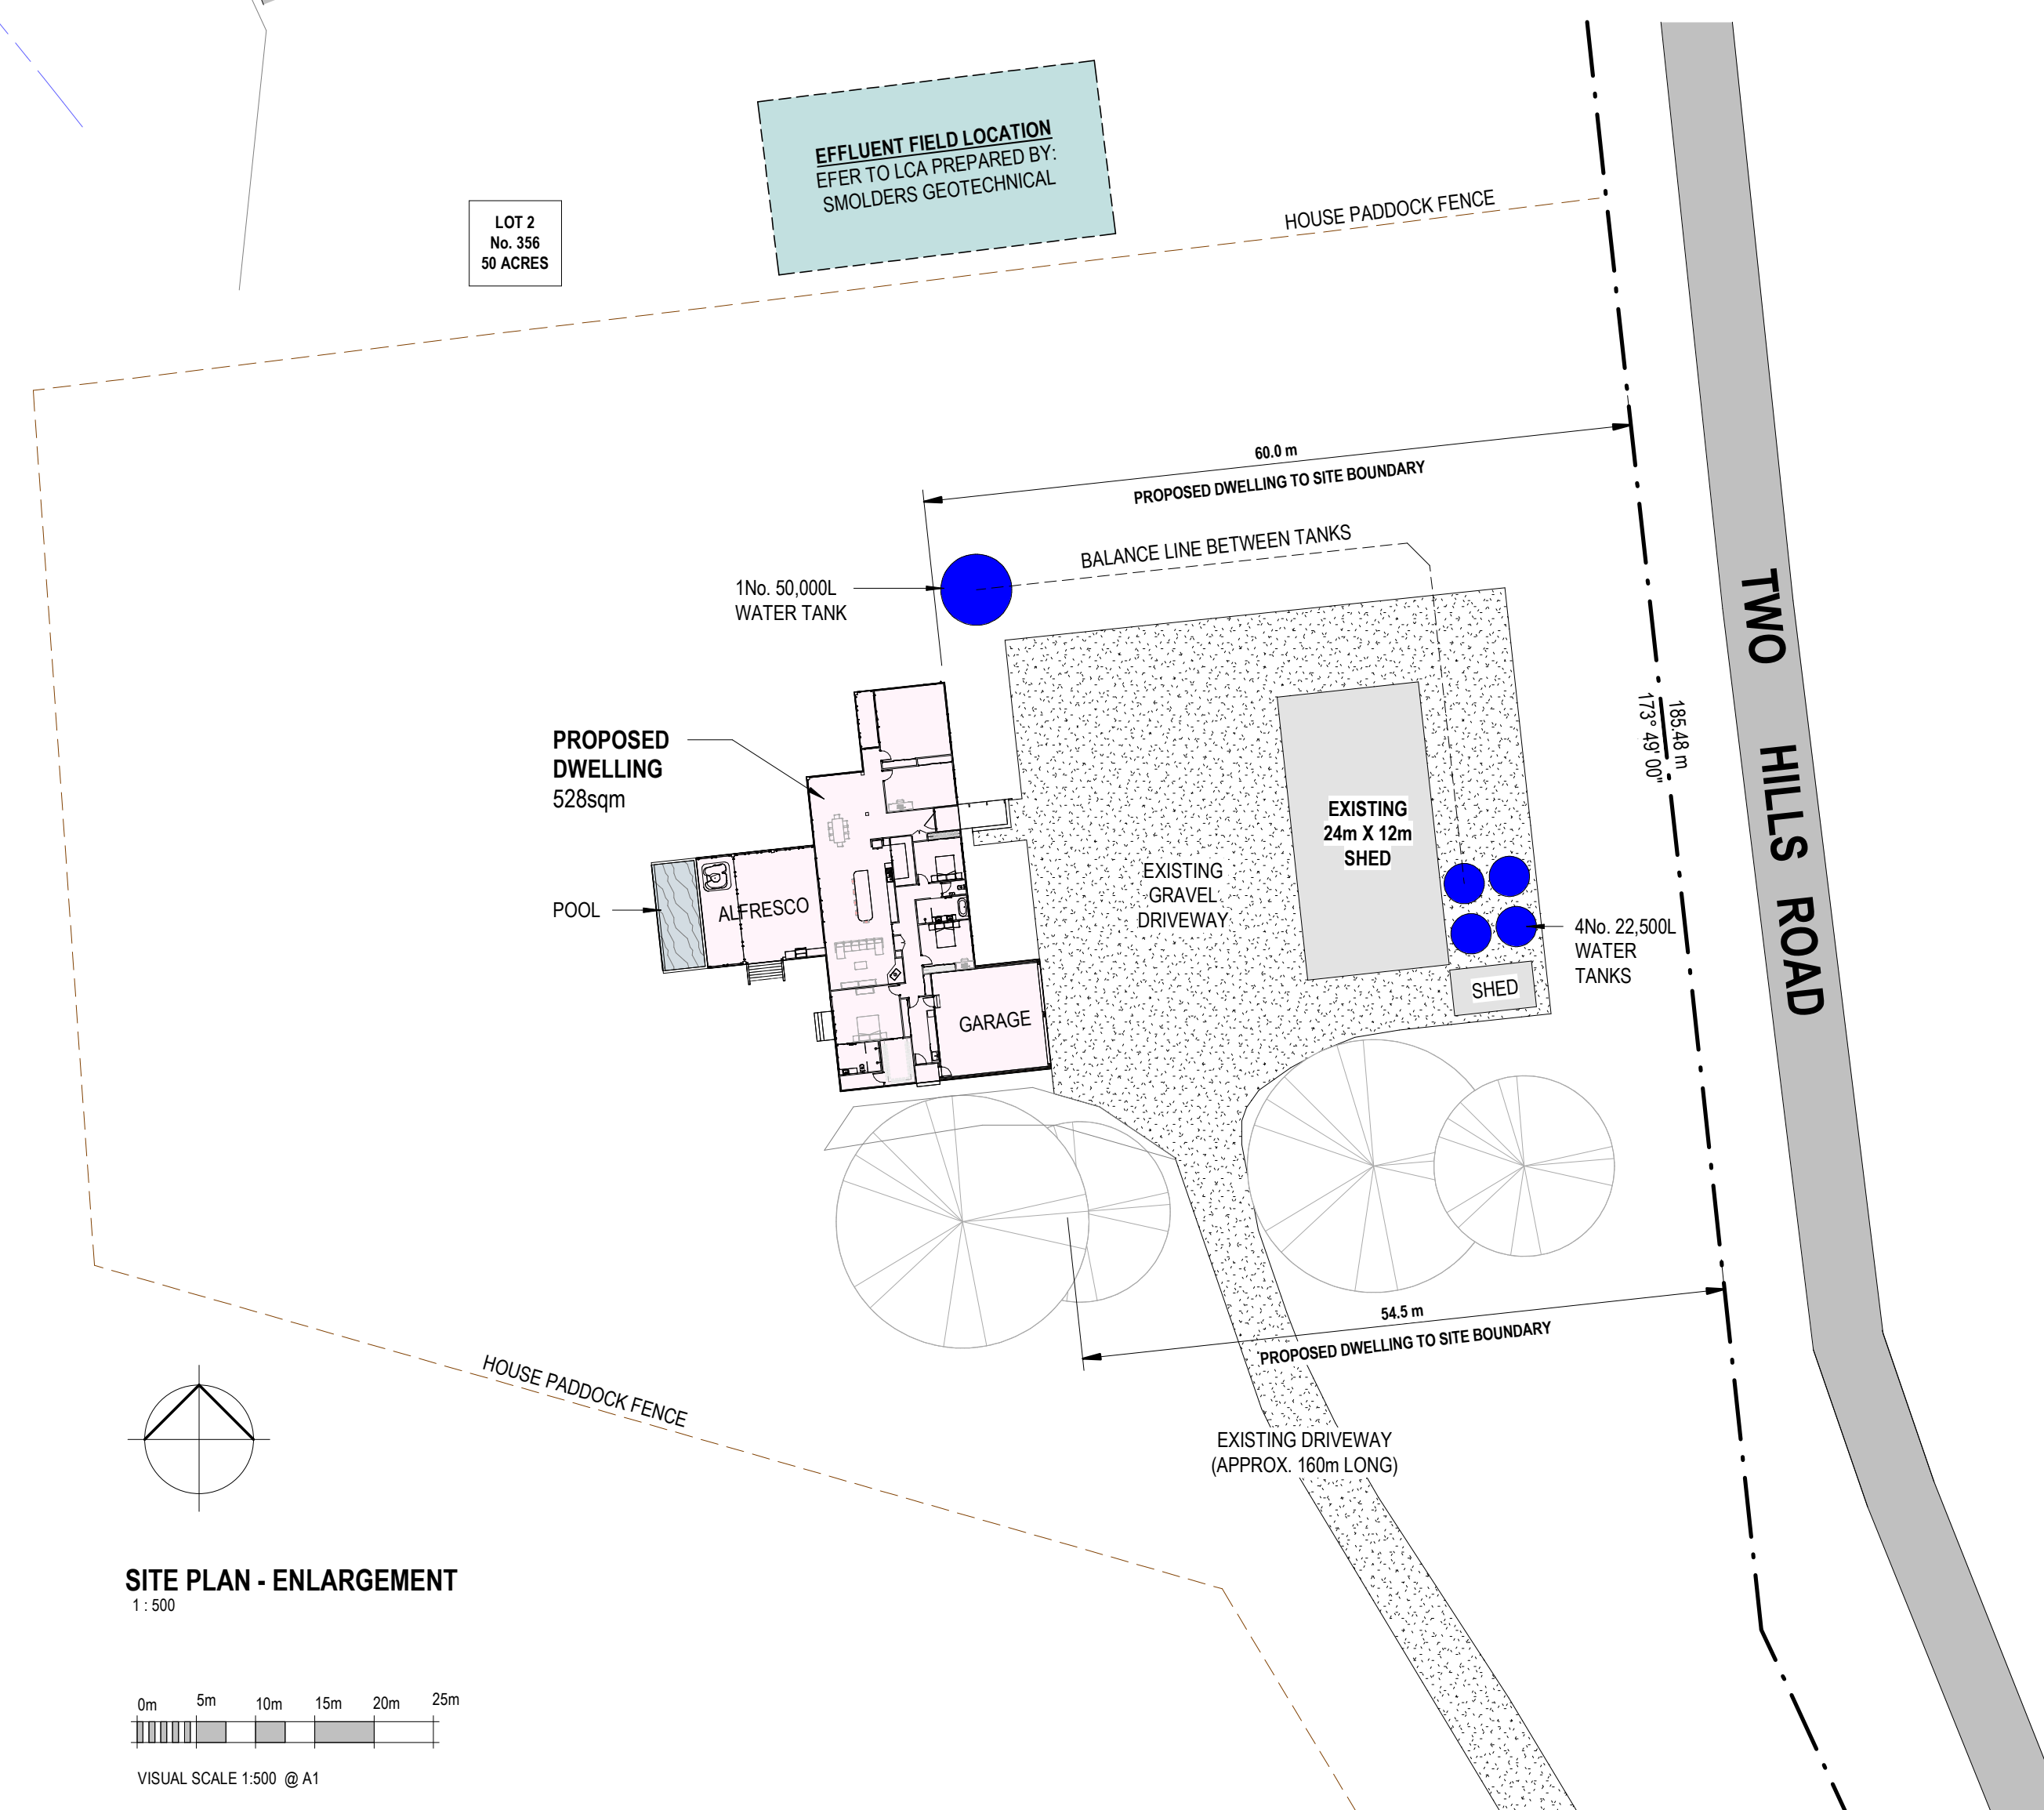 EFFLUENT FIELD LOCATION
EFER TO LCA PREPARED BY:
SMOLDERS GEOTECHNICAL
LOT 2
No. 356
50 ACRES
HOUSE PADDOCK FENCE
60.0 m
PROPOSED DWELLING TO SITE BOUNDARY
BALANCE LINE BETWEEN TANKS
1No. 50,000L
WATER TANK
TWO HILLS ROAD
185.48 m
173° 49' 00"
PROPOSED
DWELLING
528sqm
EXISTING
24m X 12m
SHED
EXISTING
GRAVEL
DRIVEWAY
POOL
ALFRESCO
4No. 22,500L
WATER
TANKS
SHED
GARAGE
54.5 m
PROPOSED DWELLING TO SITE BOUNDARY
HOUSE PADDOCK FENCE
EXISTING DRIVEWAY
(APPROX. 160m LONG)
SITE PLAN - ENLARGEMENT
1 : 500
0m 5m 10m 15m 20m 25m
VISUAL SCALE 1:500 @ A1